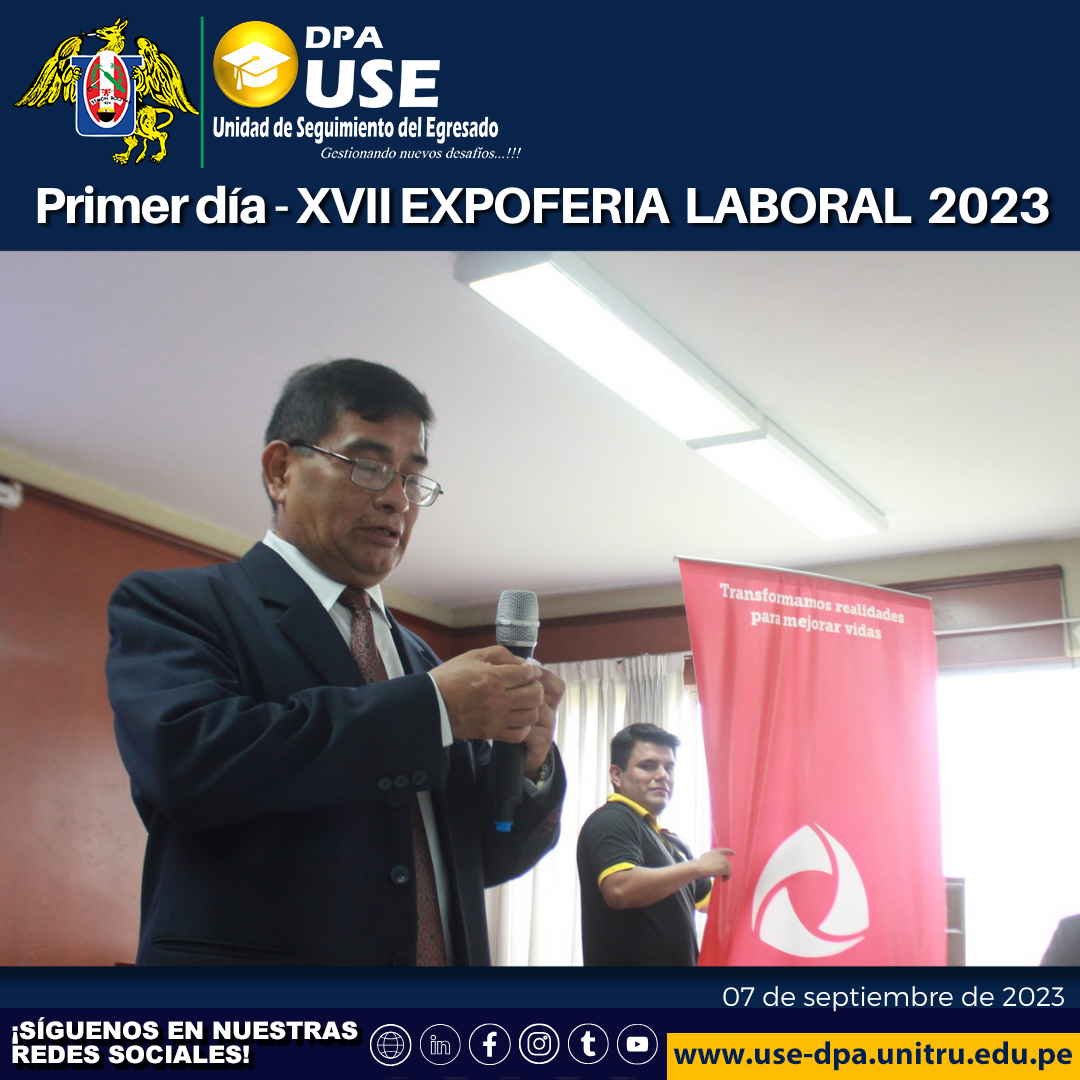 DPA
USE
Unidad de Seguimiento del Egresado
Gestionando nuevos desafíos...!!!
Primer día - XVII EXPOFERIA LABORAL 2023
Transformamos realidades
para mejorar vidas
07 de septiembre de 2023
¡SÍGUENOS EN NUESTRAS
REDES SOCIALES!
www.use-dpa.unitru.edu.pe